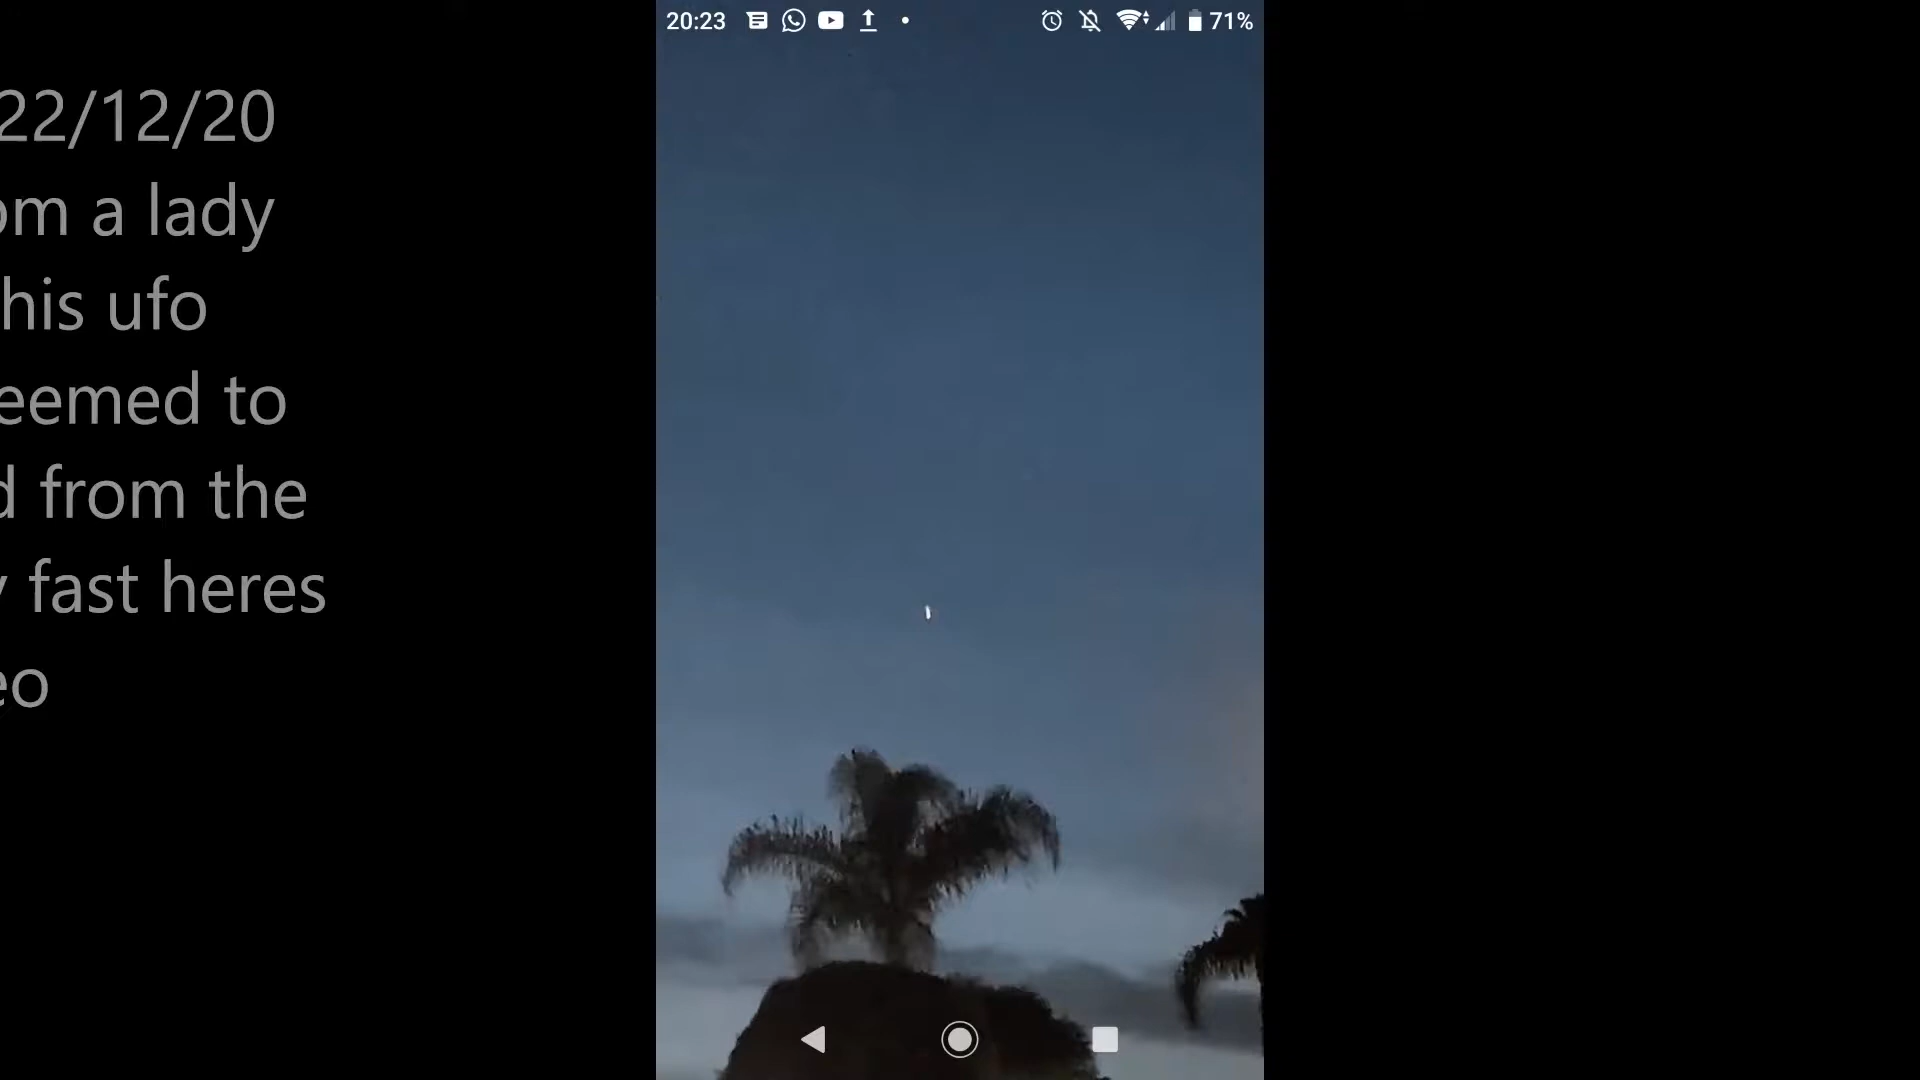 20:23
71%
22/12/20
om a lady
his ufo
eemed to
d from the
fast heres
eo